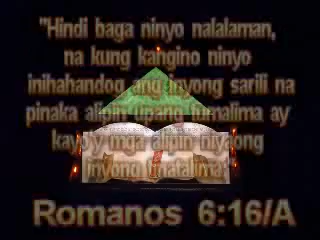 "Hindi baga ninyo nalalaman,
na kung kangino ninyo
inihahandog ang inyong sarili na
pinaka alipin upang tumalima ay
kayo'y mga alipin niyaong
inyong tinatalima
Romanos 6:16/A